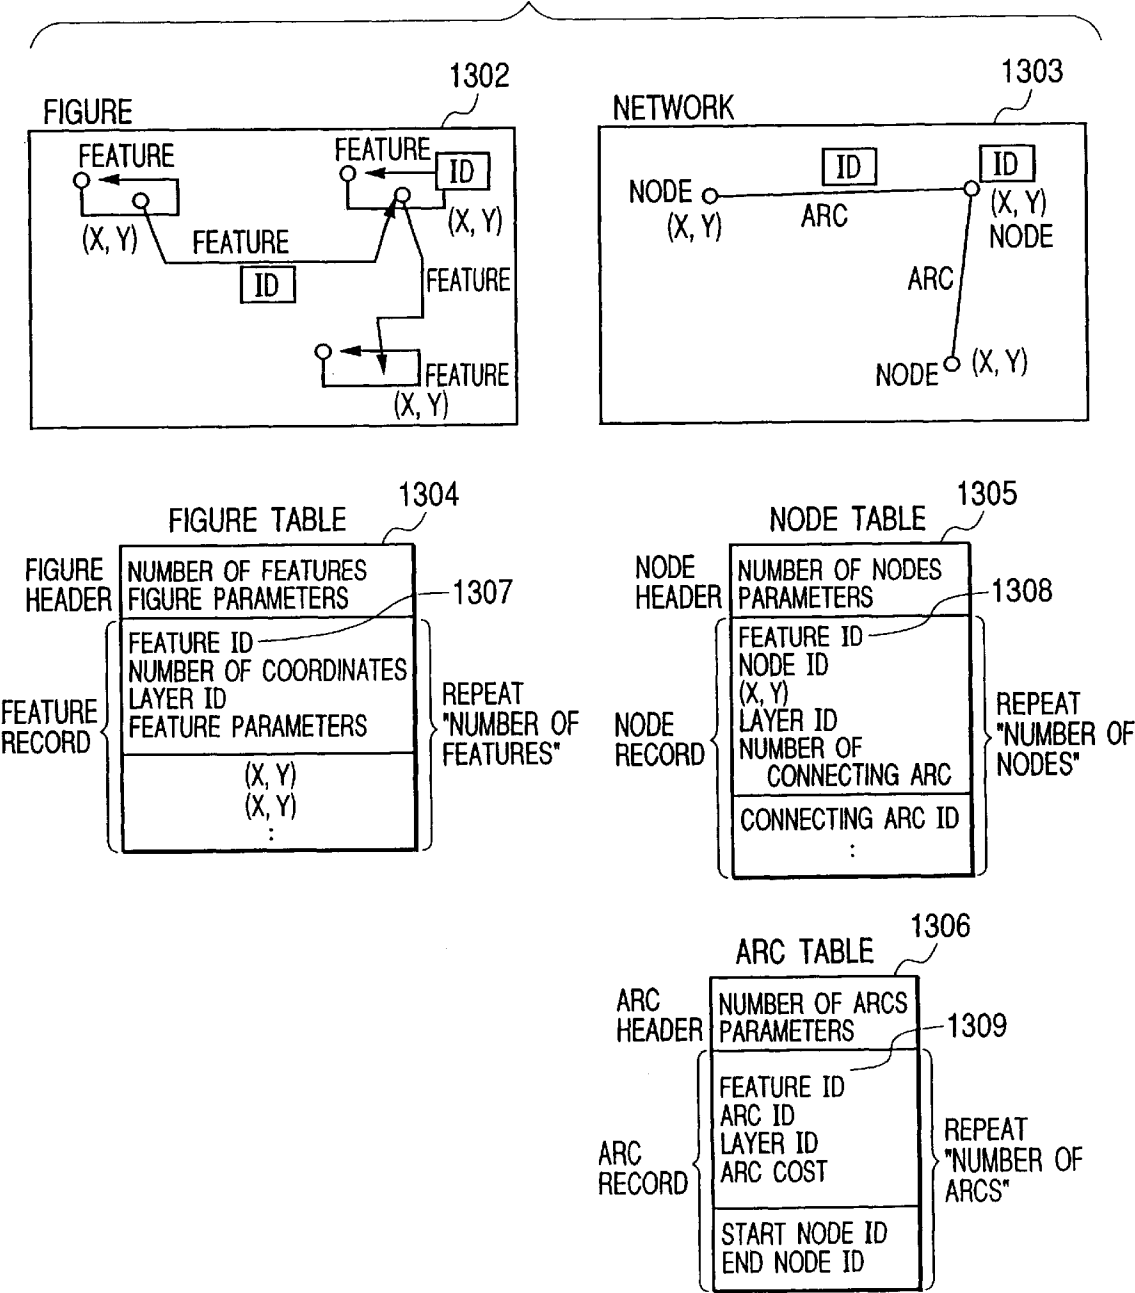 1302
FIGURE
FEATURE
FEATURE
ID
(X, Y)
(X, Y)
FEATURE
ID
FEATURE
FEATURE
(X, Y)
1303
NETWORK
ID
ID
NODE
(X, Y)
ARC
(X, Y)
NODE
ARC
NODE
(X, Y)
1304
FIGURE TABLE
FIGURE
HEADER
NUMBER OF FEATURES
FIGURE PARAMETERS
1307
FEATURE ID
NUMBER OF COORDINATES
LAYER ID
FEATURE PARAMETERS
FEATURE
RECORD
REPEAT
"NUMBER OF
FEATURES"
(X, Y)
(X, Y)
:
1305
NODE TABLE
NODE
HEADER
NUMBER OF NODES
PARAMETERS
1308
FEATURE ID
NODE ID
(X, Y)
LAYER ID
NUMBER OF
CONNECTING ARC
NODE
RECORD
REPEAT
"NUMBER OF
NODES"
CONNECTING ARC ID
:
1306
ARC TABLE
ARC
HEADER
NUMBER OF ARCS
PARAMETERS
1309
FEATURE ID
ARC ID
LAYER ID
ARC COST
ARC
RECORD
REPEAT
"NUMBER OF
ARCS"
START NODE ID
END NODE ID